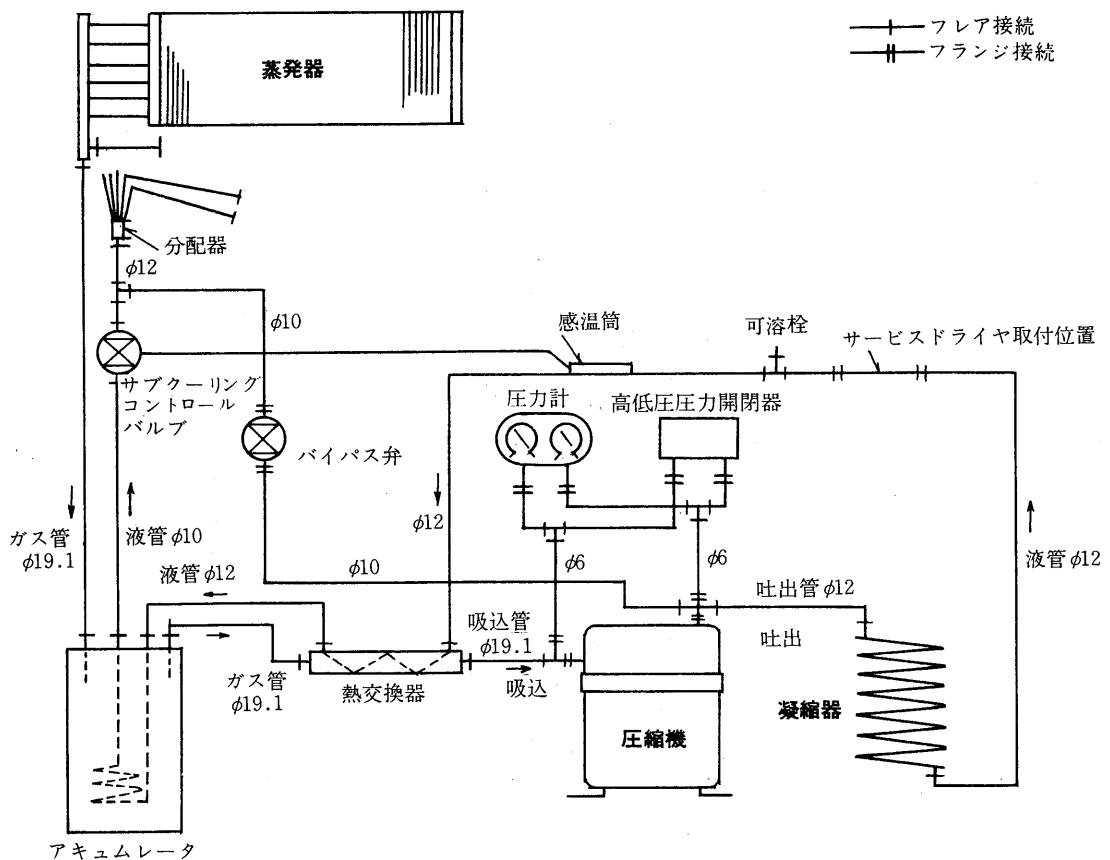 フレア接続
フランジ接続
蒸発器
分配器
φ12
φ10
感温筒
可溶栓
サービスドライヤ取付位置
サブクーリング
コントロール
バルブ
圧力計
高低圧圧力開閉器
バイパス弁
ガス管
φ19.1
液管φ10
φ12
液管φ12
φ10
φ6
φ6
液管φ12
吐出管φ12
吸込管
φ19.1
吐出
ガス管
φ19.1
熱交換器
吸込
圧縮機
凝縮器
アキュムレータ